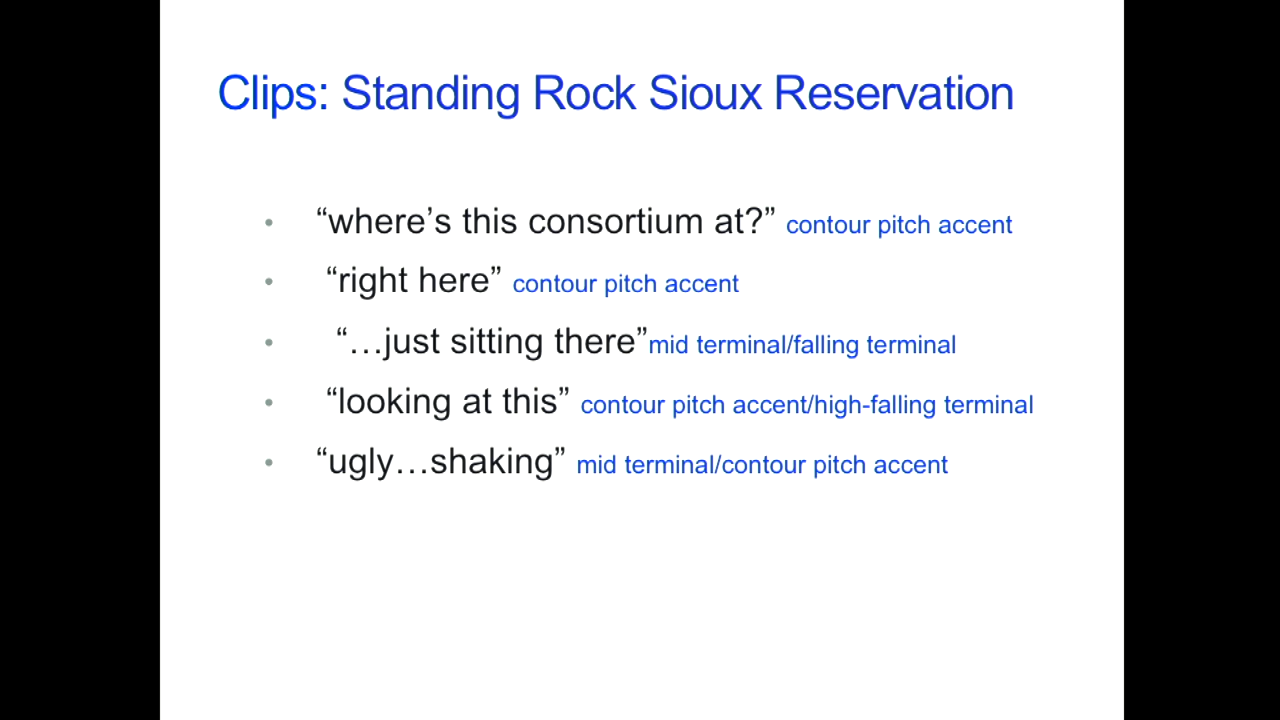 Clips: Standing Rock Sioux Reservation
• “where’s this consortium at?” contour pitch accent
• “right here” contour pitch accent
• “…just sitting there”mid terminal/falling terminal
• “looking at this” contour pitch accent/high-falling terminal
• “ugly…shaking” mid terminal/contour pitch accent